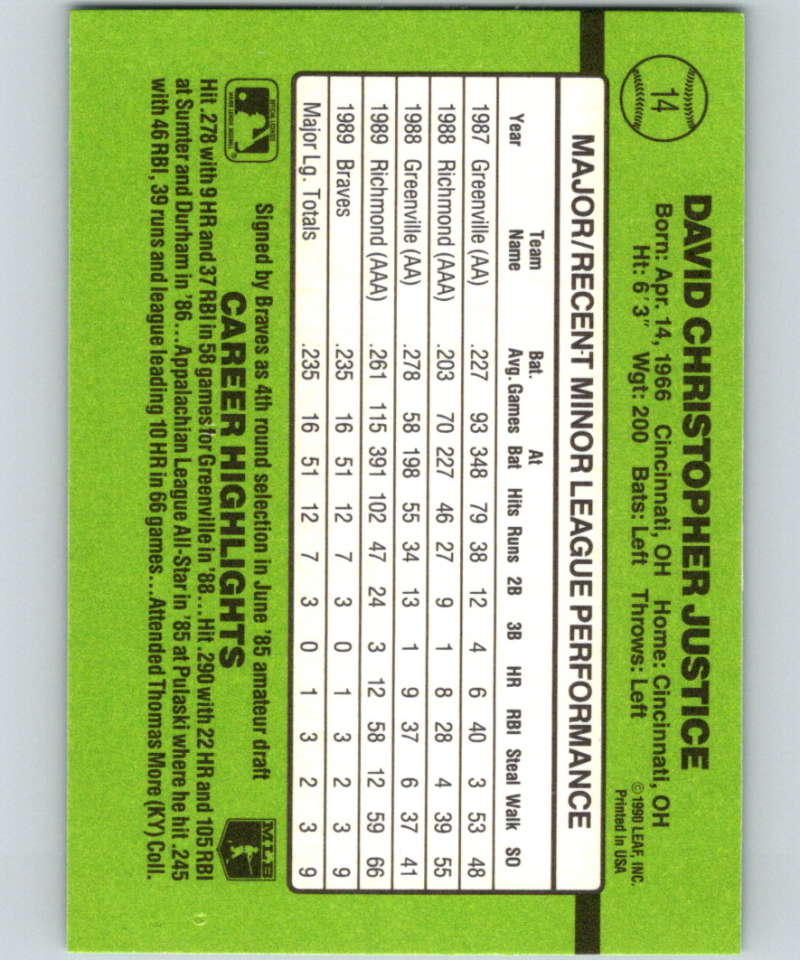 14
DAVID CHRISTOPHER JUSTICE
Born: Apr. 14, 1966 Cincinnati, OH Home: Cincinnati, OH
Ht: 6'3" Wgt: 200 Bats: Left Throws: Left
©1990 LEAF, INC.
Printed in USA
MAJOR/RECENT MINOR LEAGUE PERFORMANCE
Year Team Name Bat. Avg. Games At Bat Hits Runs 2B 3B HR RBI Steal Walk SO
1987 Greenville (AA) .227 93 348 79 38 12 4 6 40 3 53 48
1988 Richmond (AAA) .203 70 227 46 27 9 1 8 28 4 39 55
1988 Greenville (AA) .278 58 198 55 34 13 1 9 37 6 37 41
1989 Richmond (AAA) .261 115 391 102 47 24 3 12 58 12 59 66
1989 Braves .235 16 51 12 7 3 0 1 3 2 3 9
Major Lg. Totals .235 16 51 12 7 3 0 1 3 2 3 9
Signed by Braves as 4th round selection in June '85 amateur draft
CAREER HIGHLIGHTS
MLB
Hit .278 with 9 HR and 37 RBI in 58 games for Greenville in '88...Hit .290 with 22 HR and 105 RBI
at Sumter and Durham in '86...Appalachian League All-Star in '85 at Pulaski where he hit .245
with 46 RBI, 39 runs and league leading 10 HR in 66 games...Attended Thomas More (KY) Coll.